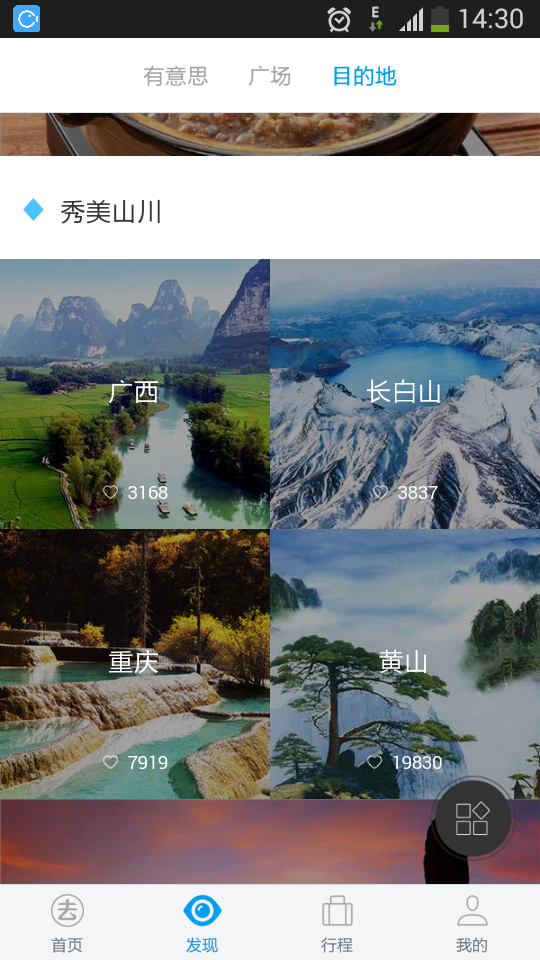 E 14:30
有意思 广场 目的地
秀美山川
广西 长白山
3168 3837
重庆 黄山
7919 19830
去
首页 发现 行程 我的